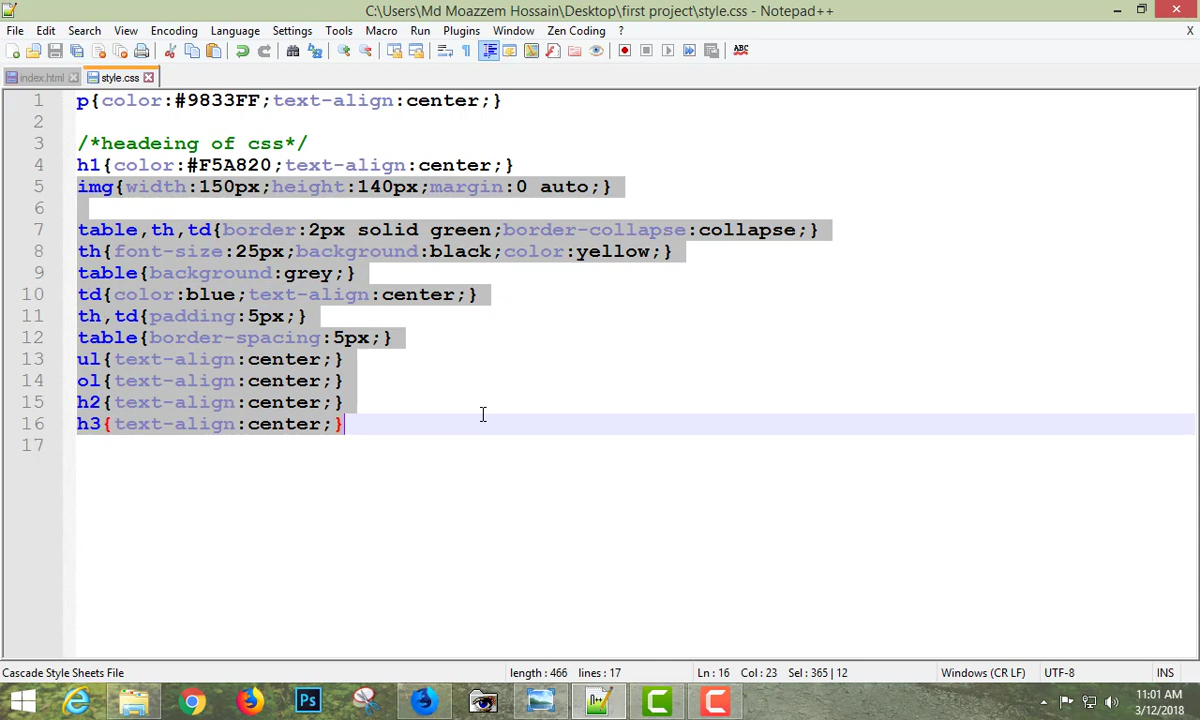 C:\Users\Md Moazzem Hossain\Desktop\first project\style.css - Notepad++
File Edit Search View Encoding Language Settings Tools Macro Run Plugins Window Zen Coding ? X
ABC
index.html style.css
1 p{color:#9833FF;text-align:center;}
2
3 /*headeing of css*/
4 h1{color:#F5A820;text-align:center;}
5 img{width:150px;height:140px;margin:0 auto;}
6
7 table,th,td{border:2px solid green;border-collapse:collapse;}
8 th{font-size:25px;background:black;color:yellow;}
9 table{background:grey;}
10 td{color:blue;text-align:center;}
11 th,td{padding:5px;}
12 table{border-spacing:5px;}
13 ul{text-align:center;}
14 ol{text-align:center;}
15 h2{text-align:center;}
16 h3{text-align:center;}
17
Cascade Style Sheets File length : 466 lines : 17 Ln : 16 Col : 23 Sel : 365 | 12 Windows (CR LF) UTF-8 INS
Ps
11:01 AM
3/12/2018